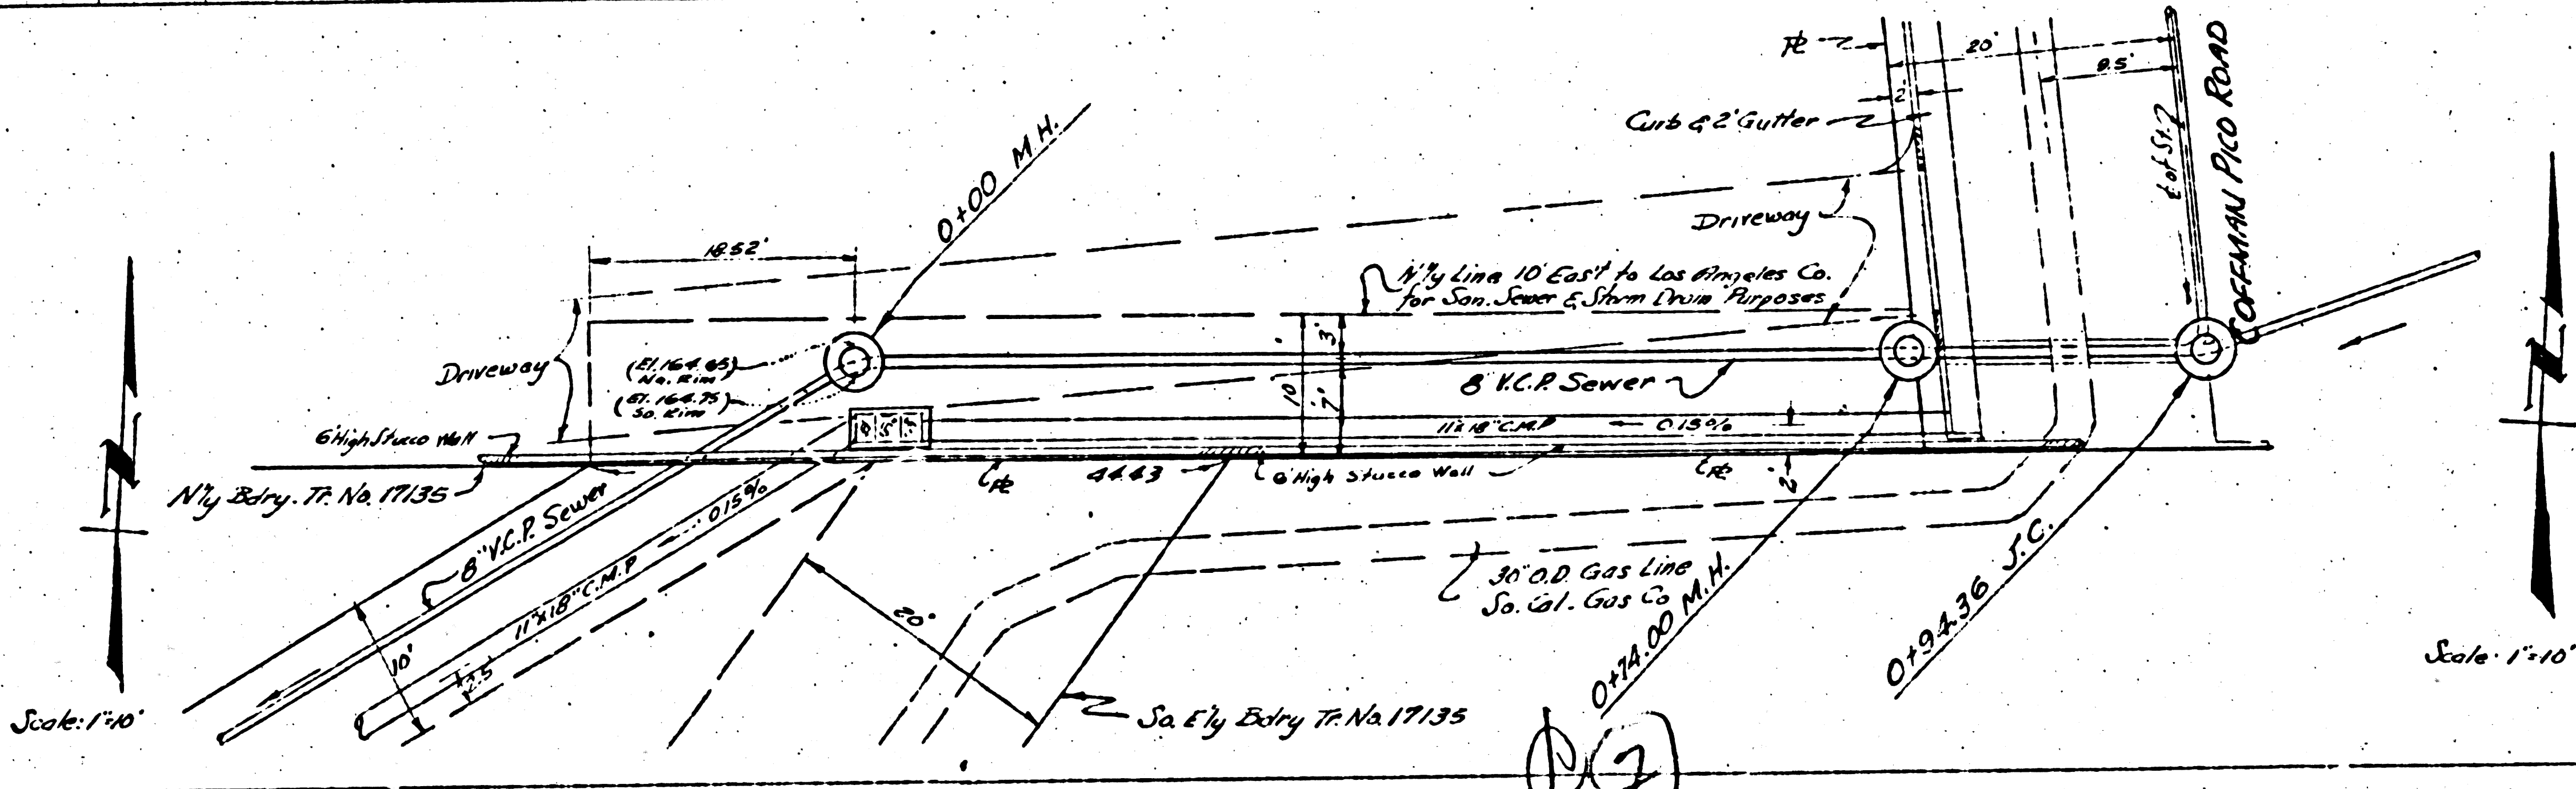 20'
9.5'
2'
Curb & 2' Gutter
℄ of St.
COFFMAN PICO ROAD
0+00 M.H.
Driveway
18.52'
N'ly Line 10' Eas't to Los Angeles Co.
for San. Sewer & Storm Drain Purposes
Driveway
(El. 164.65)
No. Rim
(El. 164.75)
So. Rim
3'
10'
7'
8" V.C.P. Sewer
6' High Stucco Wall
11"x18" C.M.P
0.15%
N'ly Bdry. Tr. No. 17135
44.43
6' High Stucco Wall
2'
8" V.C.P. Sewer
0.15%
11"x18" C.M.P
30" O.D. Gas Line
So. Cal. Gas Co
20'
10'
2.5'
0+74.00 M.H.
0+94.36 J.C.
So. E'ly Bdry Tr. No. 17135
Scale: 1"=10'
Scale: 1"=10'
N
N